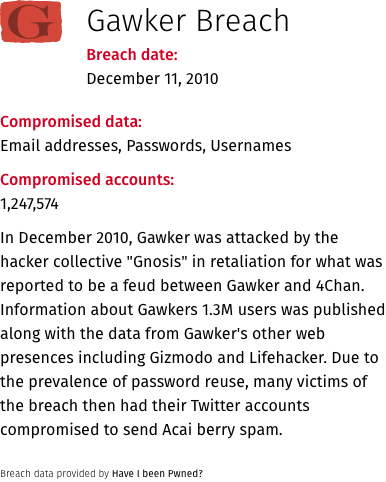 G
Gawker Breach
Breach date:
December 11, 2010
Compromised data:
Email addresses, Passwords, Usernames
Compromised accounts:
1,247,574
In December 2010, Gawker was attacked by the
hacker collective "Gnosis" in retaliation for what was
reported to be a feud between Gawker and 4Chan.
Information about Gawkers 1.3M users was published
along with the data from Gawker's other web
presences including Gizmodo and Lifehacker. Due to
the prevalence of password reuse, many victims of
the breach then had their Twitter accounts
compromised to send Acai berry spam.
Breach data provided by Have I been Pwned?